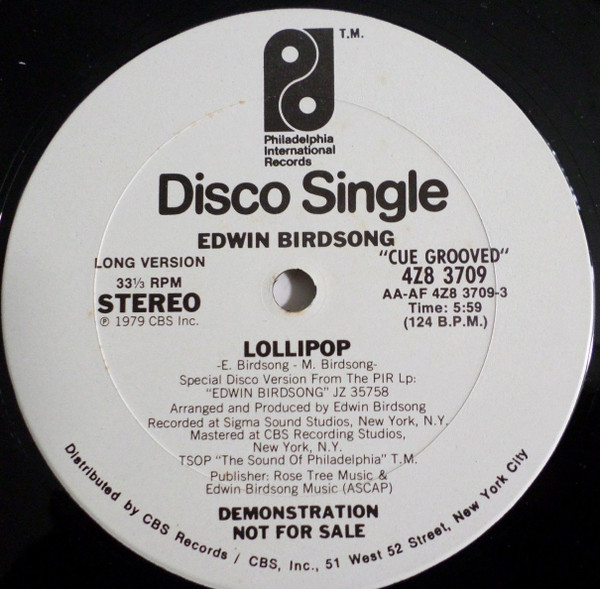 T.M.
Philadelphia
International
Records
Disco Single
EDWIN BIRDSONG
LONG VERSION
33⅓ RPM
STEREO
℗ 1979 CBS Inc.
"CUE GROOVED"
4Z8 3709
AA-AF 4Z8 3709-3
Time: 5:59
(124 B.P.M.)
LOLLIPOP
-E. Birdsong - M. Birdsong-
Special Disco Version From The PIR Lp:
"EDWIN BIRDSONG" JZ 35758
Arranged and Produced by Edwin Birdsong
Recorded at Sigma Sound Studios, New York, N.Y.
Mastered at CBS Recording Studios,
New York, N.Y.
TSOP "The Sound Of Philadelphia" T.M.
Publisher: Rose Tree Music &
Edwin Birdsong Music (ASCAP)
DEMONSTRATION
NOT FOR SALE
Distributed by CBS Records / CBS, Inc., 51 West 52 Street, New York City